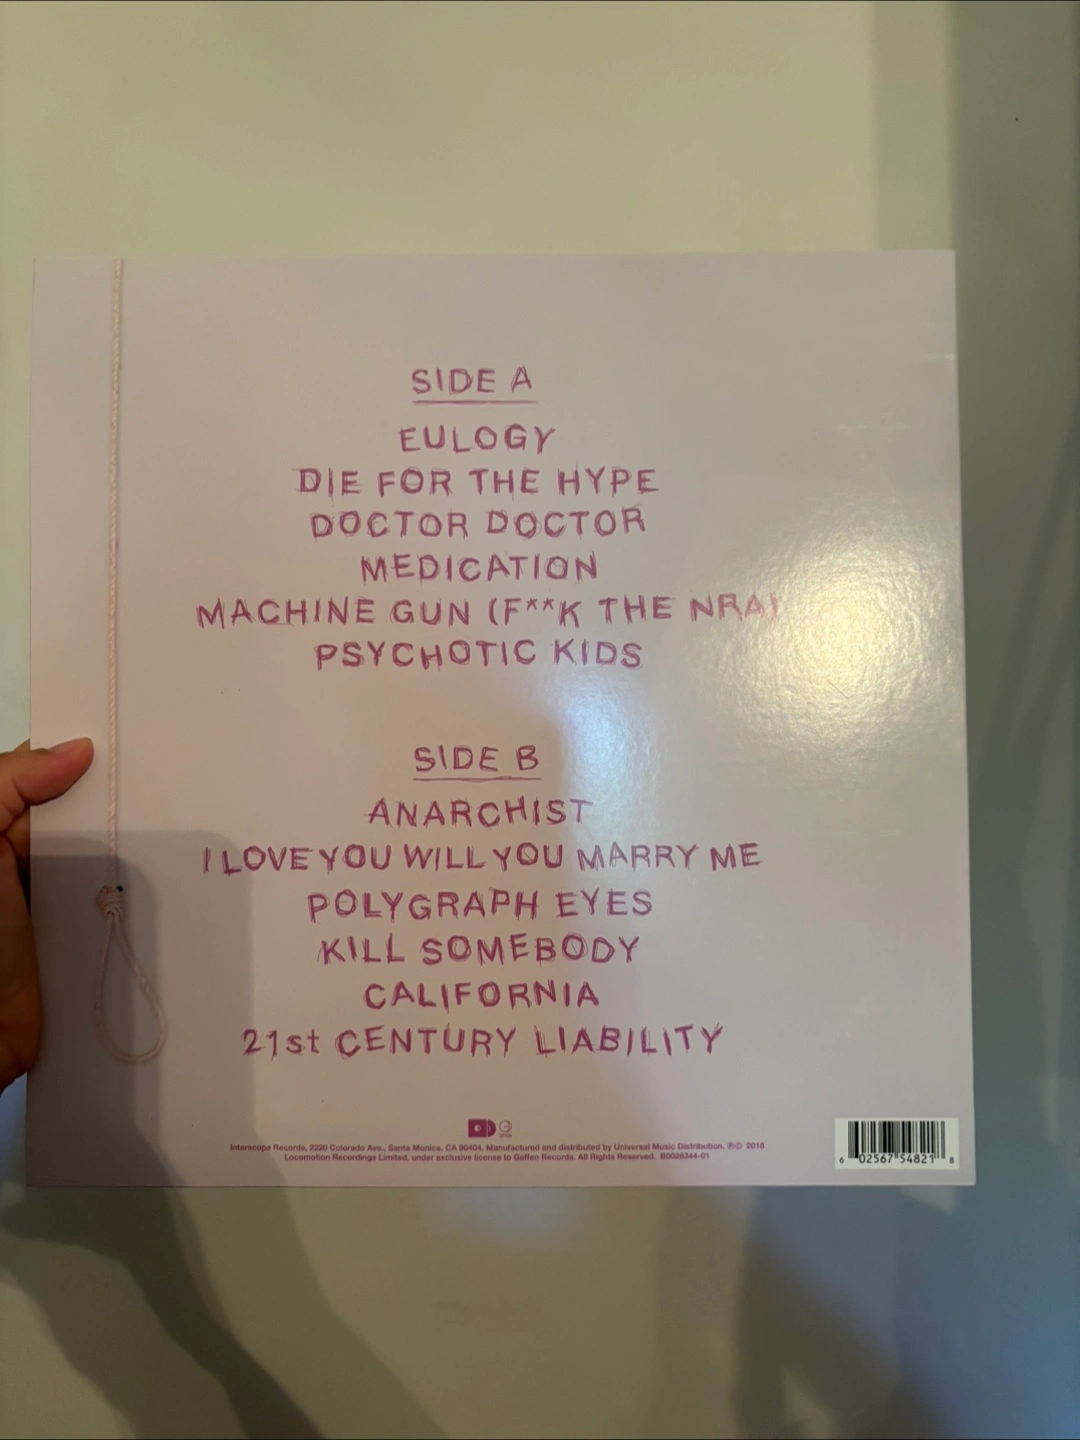 SIDE A
EULOGY
DIE FOR THE HYPE
DOCTOR DOCTOR
MEDICATION
MACHINE GUN (F**K THE NRA)
PSYCHOTIC KIDS
SIDE B
ANARCHIST
I LOVE YOU WILL YOU MARRY ME
POLYGRAPH EYES
KILL SOMEBODY
CALIFORNIA
21st CENTURY LIABILITY
Interscope Records, 2220 Colorado Ave., Santa Monica, CA 90404. Manufactured and distributed by Universal Music Distribution. ℗© 2018
Locomotion Recordings Limited, under exclusive license to Geffen Records. All Rights Reserved. B0028344-01
6 02567 54821 8